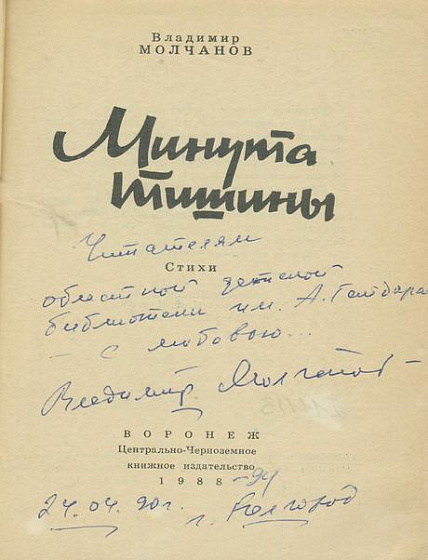 Владимир
МОЛЧАНОВ
Минута
тишины
Читателям
Стихи
областной детской
библиотеки им. А. Гайдара
– с любовью...
Владимир Молчанов –
ВОРОНЕЖ
Центрально-Черноземное
книжное издательство
1988
24.04.90г.
г. Белгород